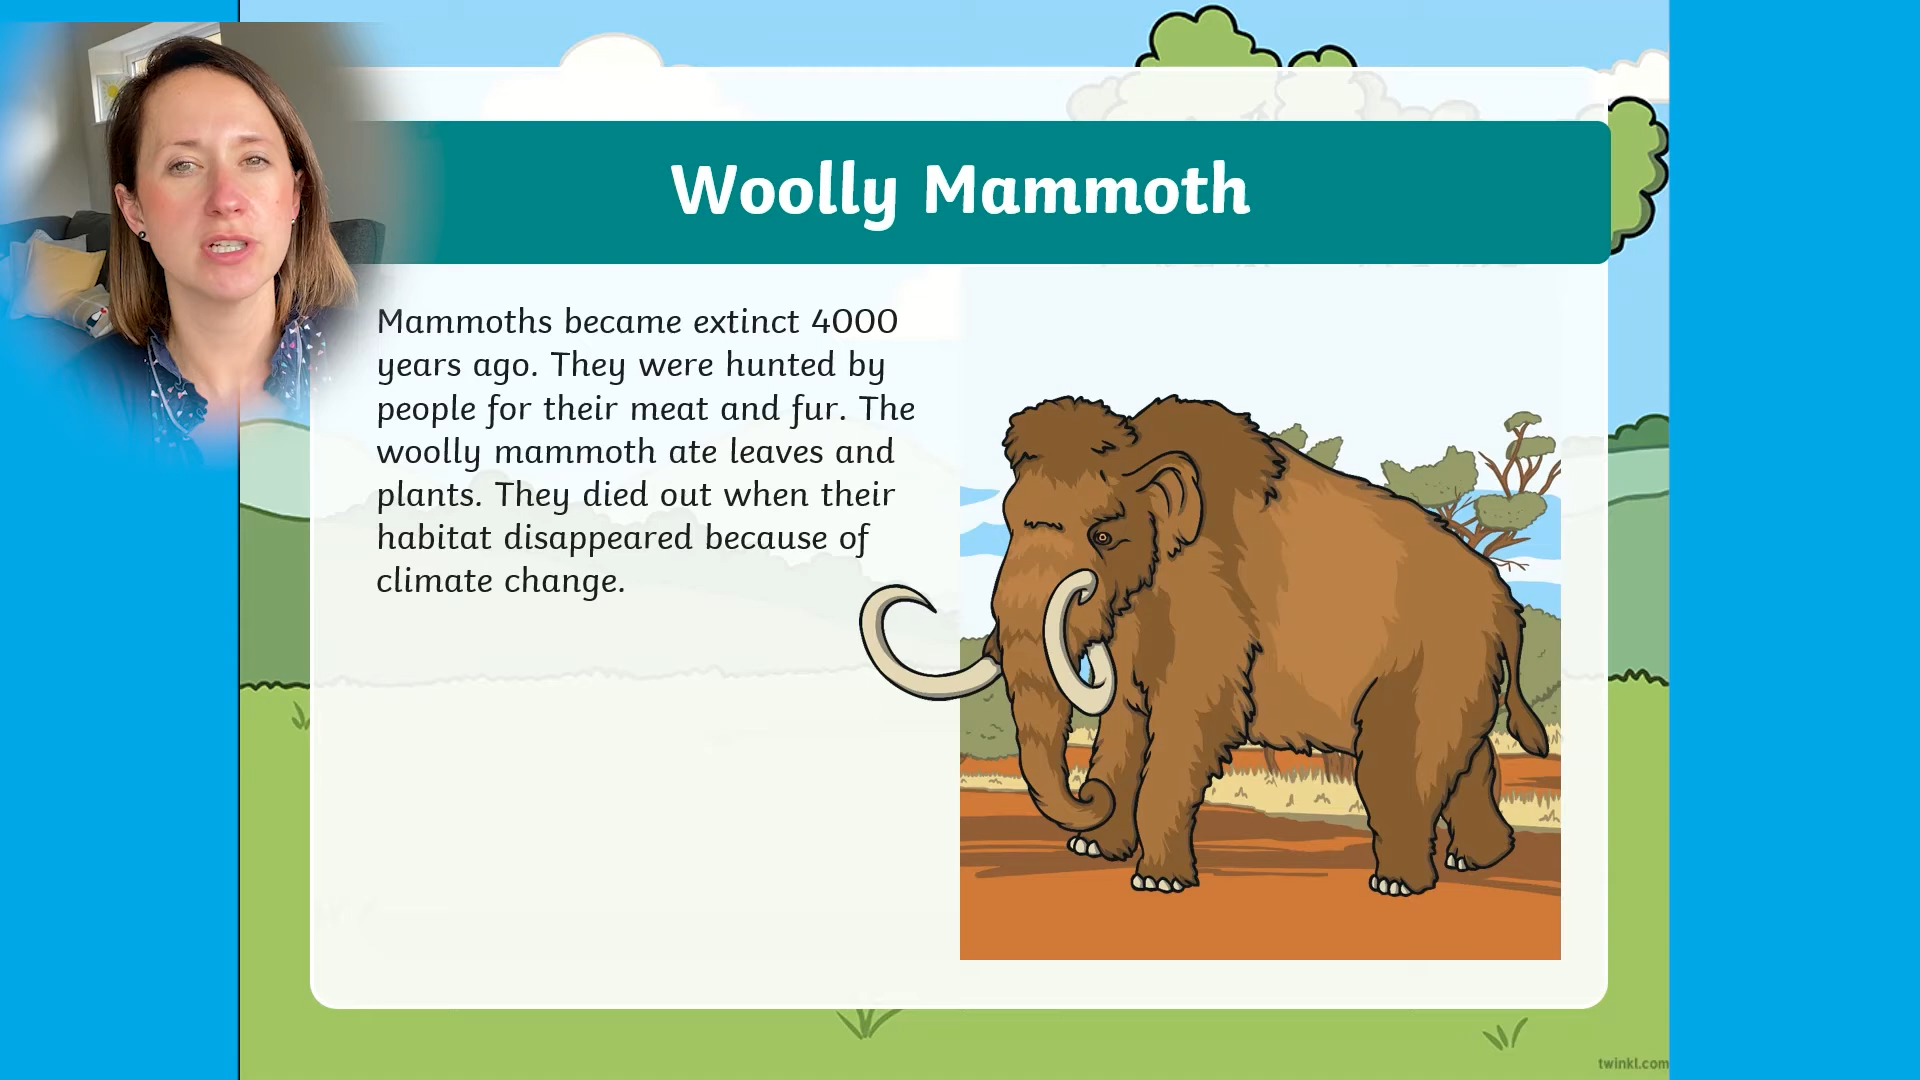 Woolly Mammoth
Mammoths became extinct 4000
years ago. They were hunted by
people for their meat and fur. The
woolly mammoth ate leaves and
plants. They died out when their
habitat disappeared because of
climate change.
twinkl.com